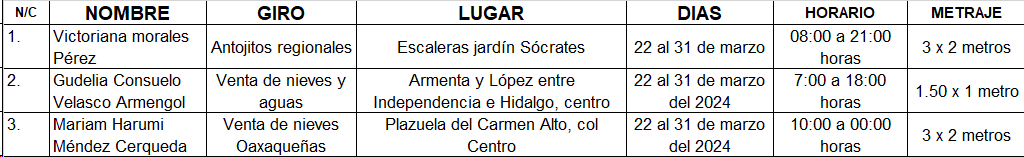 N/C NOMBRE GIRO LUGAR DIAS HORARIO METRAJE
1. Victoriana morales Pérez Antojitos regionales Escaleras jardín Sócrates 22 al 31 de marzo 08:00 a 21:00 horas 3 x 2 metros
2. Gudelia Consuelo Velasco Armengol Venta de nieves y aguas Armenta y López entre Independencia e Hidalgo, centro 22 al 31 de marzo del 2024 7:00 a 18:00 horas 1.50 x 1 metro
3. Mariam Harumi Méndez Cerqueda Venta de nieves Oaxaqueñas Plazuela del Carmen Alto, col Centro 22 al 31 de marzo del 2024 10:00 a 00:00 horas 3 x 2 metros